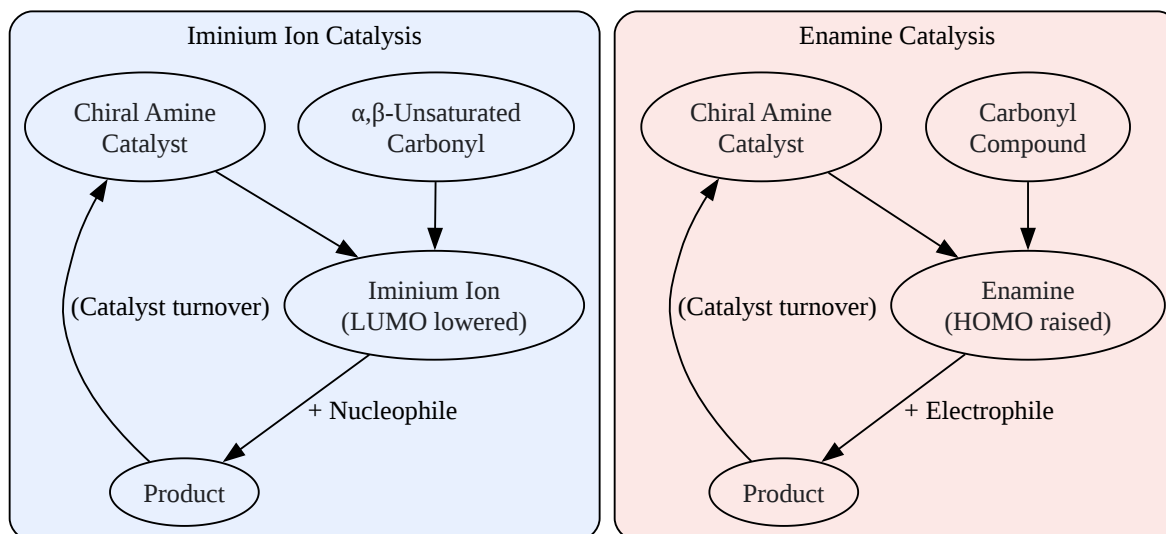 Iminium Ion Catalysis
Chiral Amine
Catalyst
α,β-Unsaturated
Carbonyl
Iminium Ion
(LUMO lowered)
(Catalyst turnover)
+ Nucleophile
Product
Enamine Catalysis
Chiral Amine
Catalyst
Carbonyl
Compound
Enamine
(HOMO raised)
(Catalyst turnover)
+ Electrophile
Product